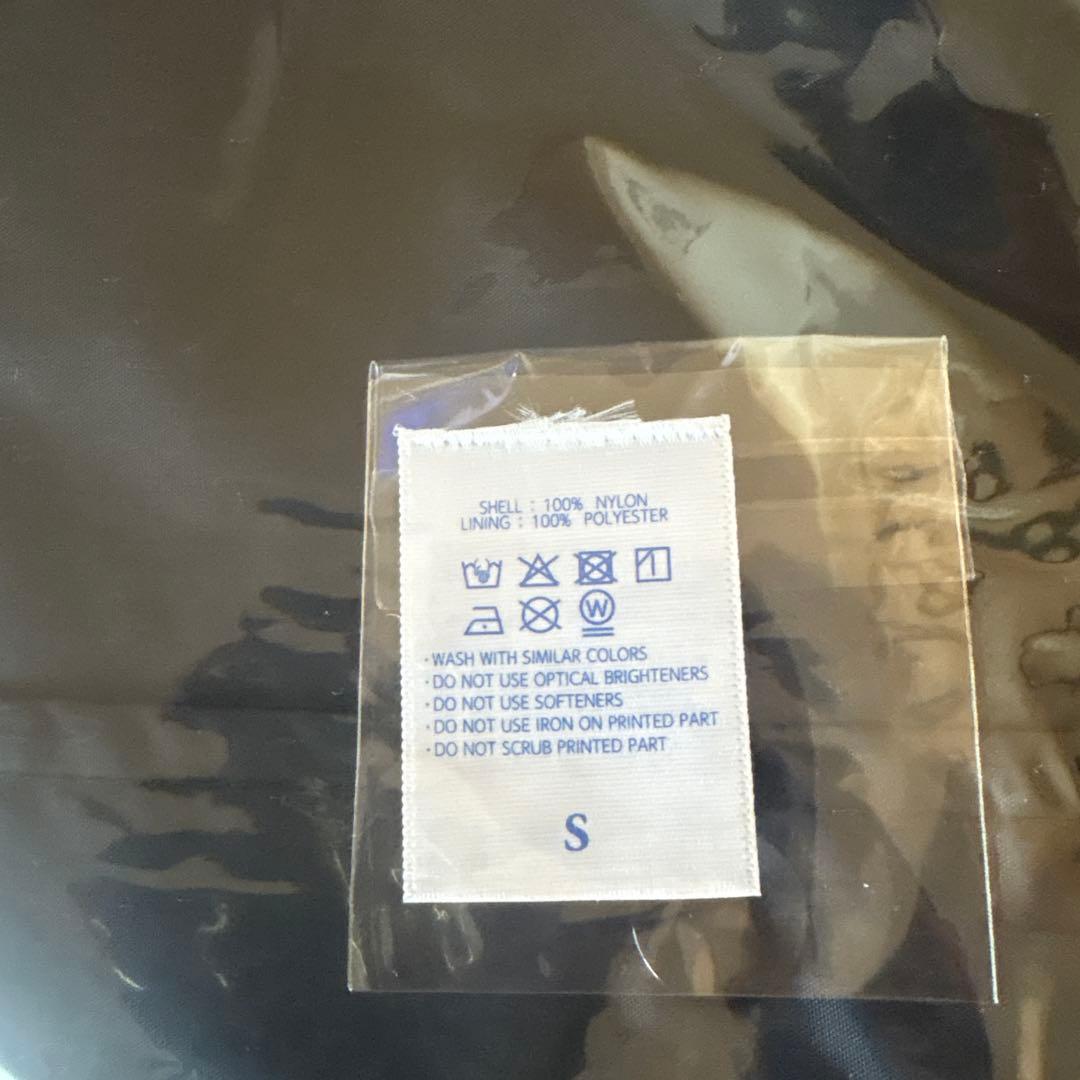 SHELL : 100% NYLON
LINING : 100% POLYESTER
W
· WASH WITH SIMILAR COLORS
· DO NOT USE OPTICAL BRIGHTENERS
· DO NOT USE SOFTENERS
· DO NOT USE IRON ON PRINTED PART
· DO NOT SCRUB PRINTED PART
S